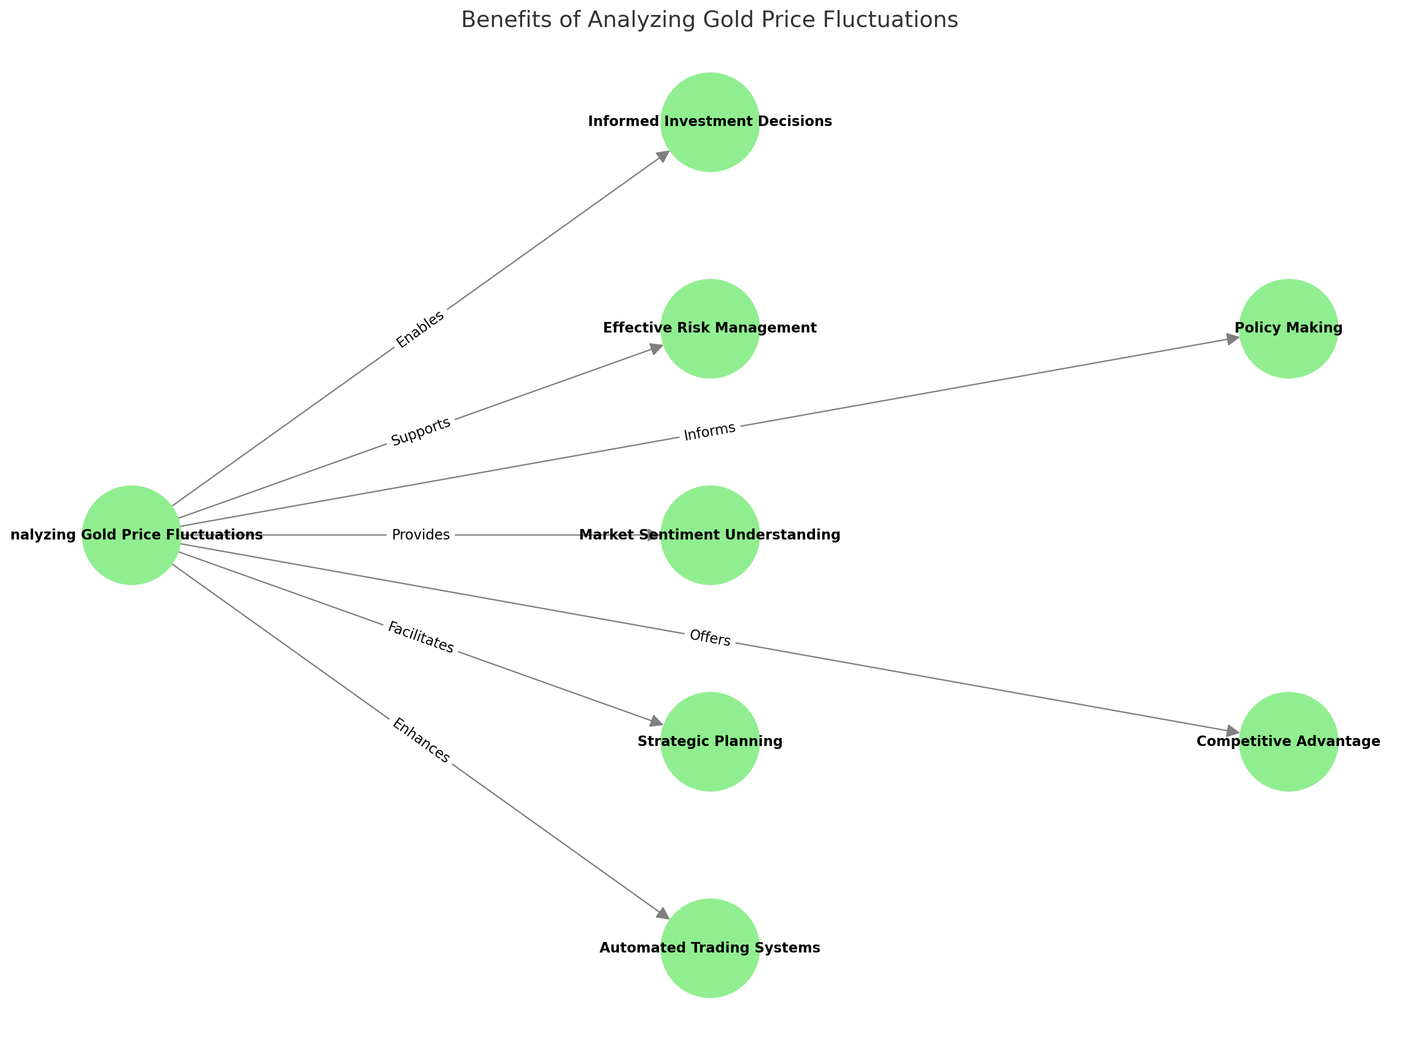 Benefits of Analyzing Gold Price Fluctuations
Informed Investment Decisions
Enables
Effective Risk Management
Policy Making
Supports
Informs
nalyzing Gold Price Fluctuations
Provides
Market Sentiment Understanding
Facilitates
Offers
Enhances
Strategic Planning
Competitive Advantage
Automated Trading Systems